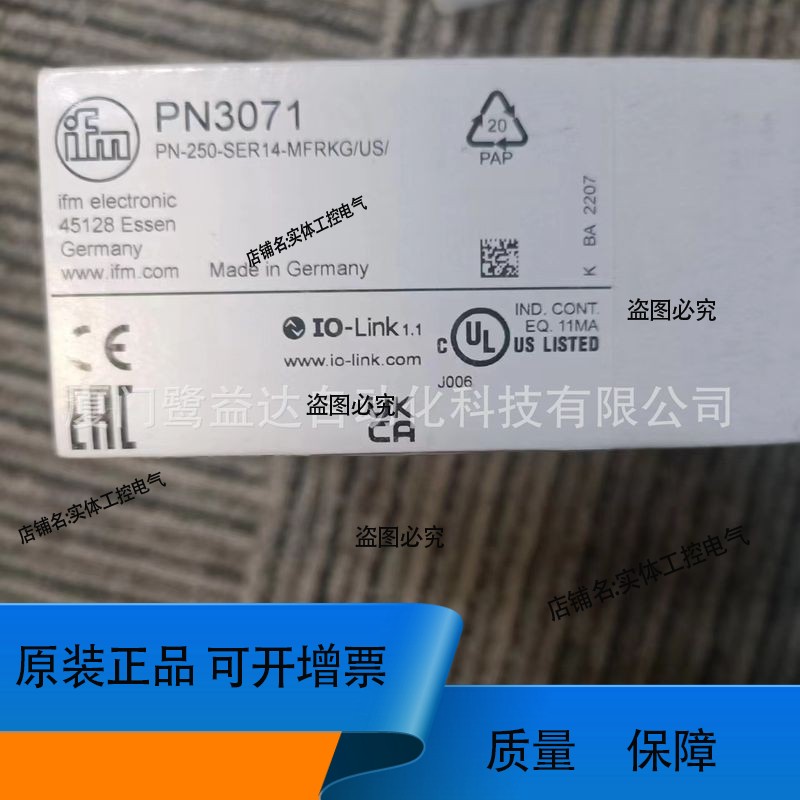 ifm
PN3071
PN-250-SER14-MFRKG/US/
20
PAP
ifm electronic
45128 Essen
Germany
www.ifm.com
Made in Germany
K BA 2207
店铺名:实体工控电气
IO-Link 1.1
www.io-link.com
C UL US LISTED
IND. CONT.
EQ. 11MA
J006
盗图必究
CE
EAC
UK
CA
盗图必究
厦门鹭益达自动化科技有限公司
店铺名:实体工控电气
盗图必究
店铺名:实体工控电气
原装正品 可开增票
质量 保障